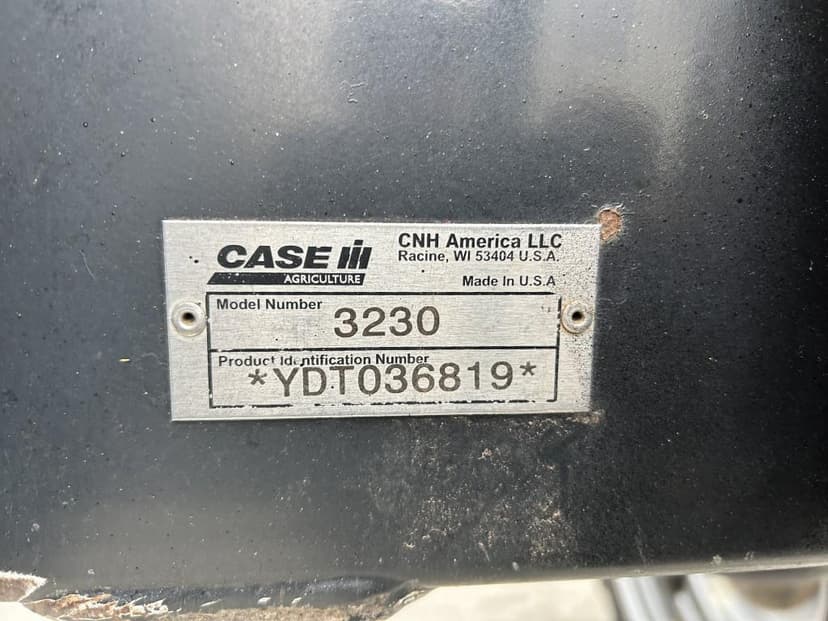 CASE IH
AGRICULTURE
CNH America LLC
Racine, WI 53404 U.S.A.
Made In U.S.A
Model Number
3230
Product Identification Number
*YDT036819*